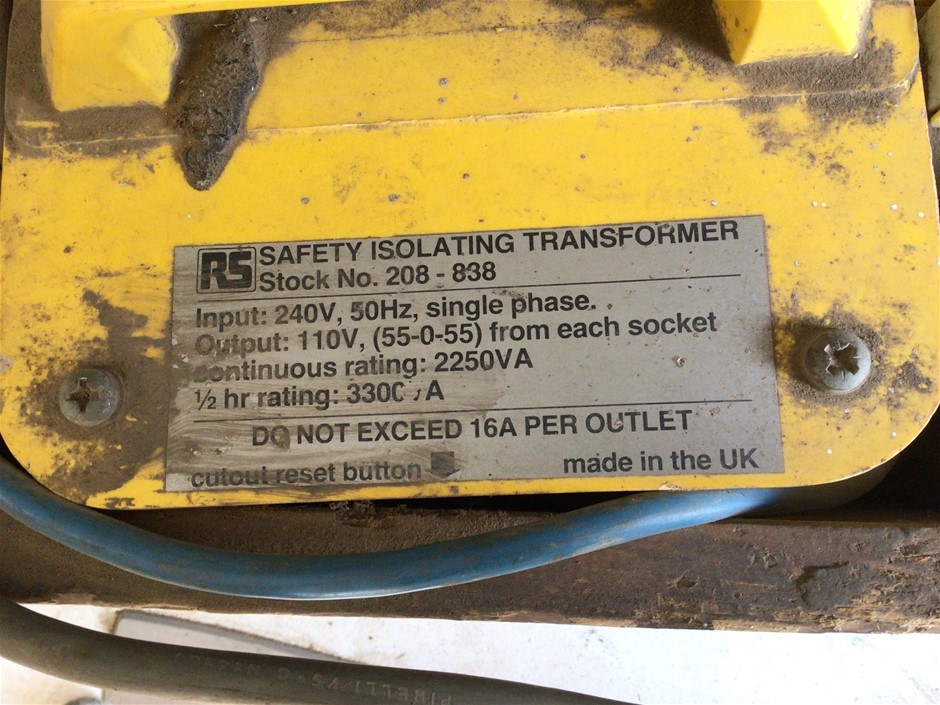 RS SAFETY ISOLATING TRANSFORMER
Stock No. 208 - 838
Input: 240V, 50Hz, single phase.
Output: 110V, (55-0-55) from each socket
continuous rating: 2250VA
½ hr rating: 3300VA
DO NOT EXCEED 16A PER OUTLET
cutout reset button
made in the UK
PIRELLI